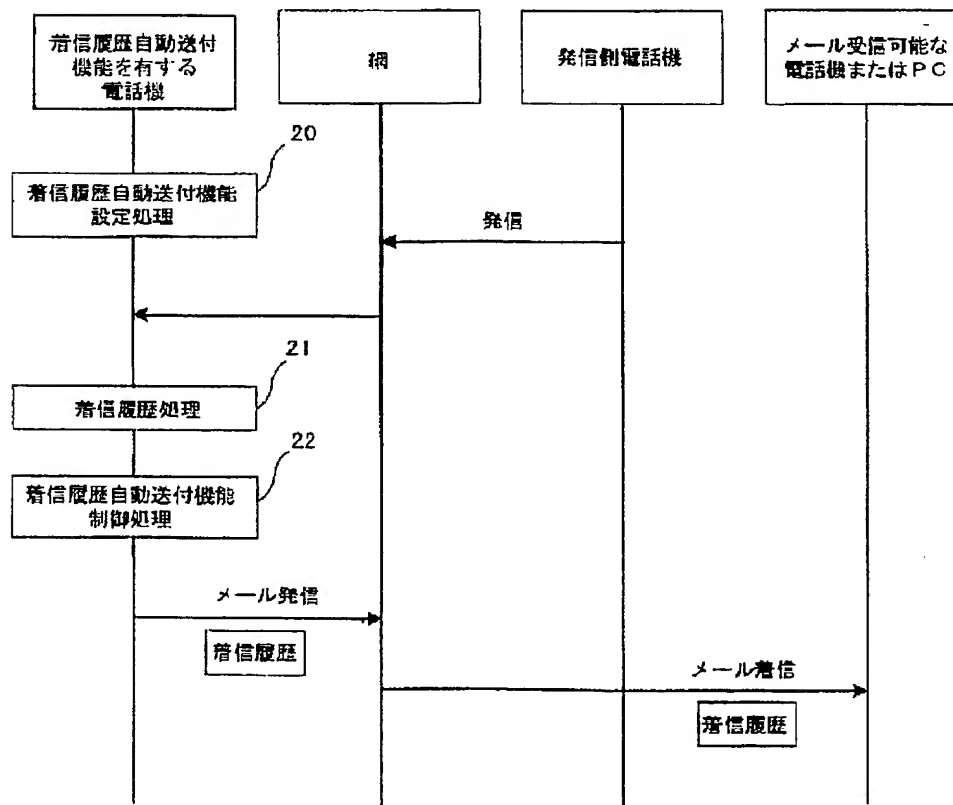 着信履歴自動送付
機能を有する
電話機
網
発信側電話機
メール受信可能な
電話機またはPC
20
着信履歴自動送付機能
設定処理
発信
21
着信履歴処理
22
着信履歴自動送付機能
制御処理
メール発信
着信履歴
メール着信
着信履歴